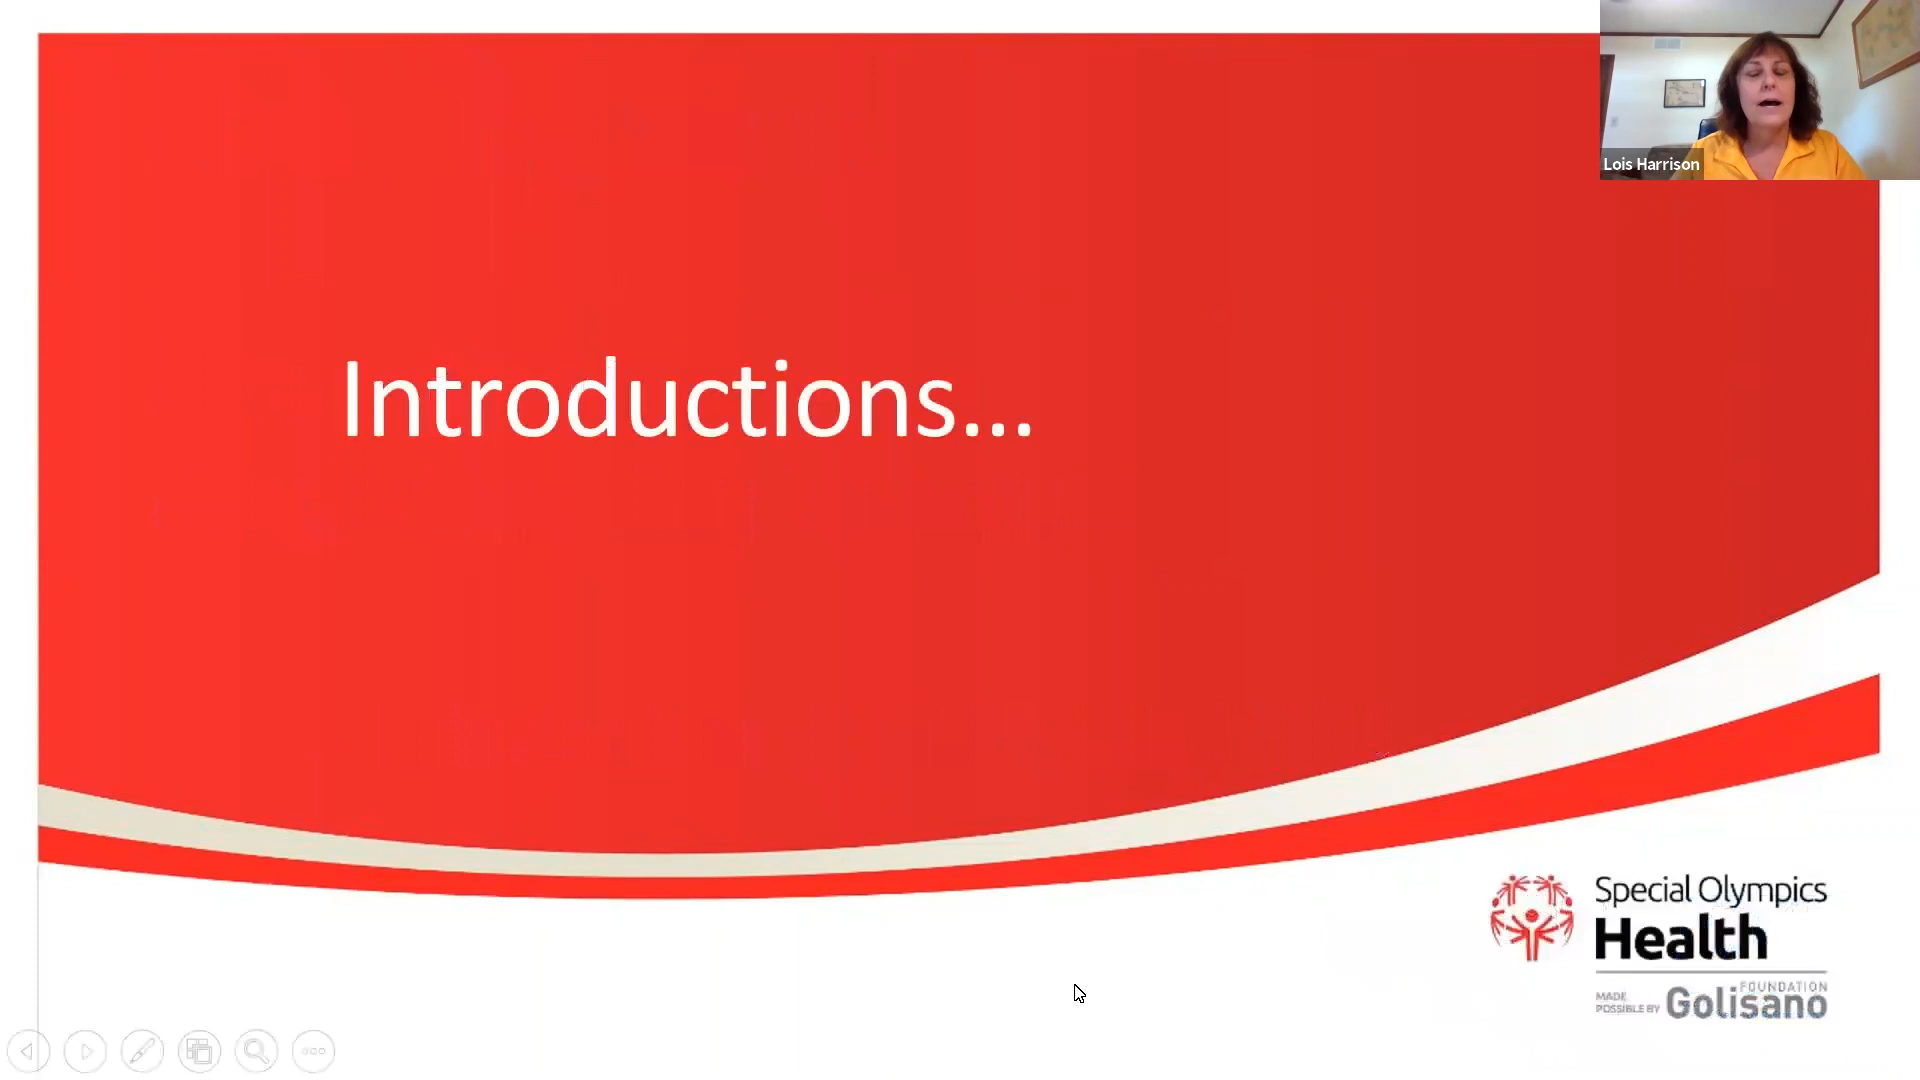 Lois Harrison
Introductions...
Special Olympics
Health
FOUNDATION
MADE
POSSIBLE BY
Golisano